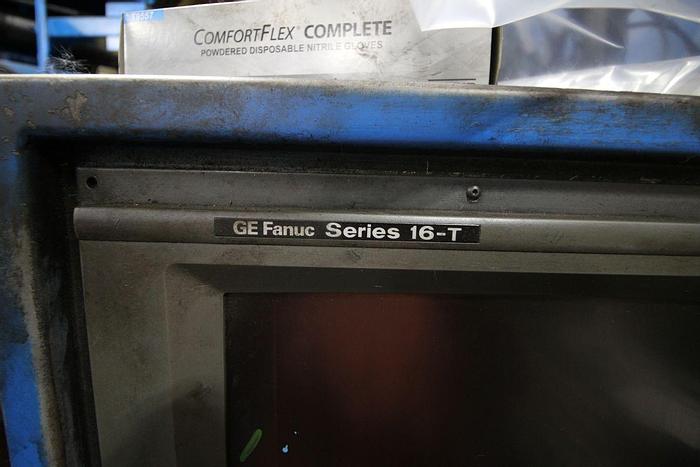 COMFORTFLEX® COMPLETE
POWDERED DISPOSABLE NITRILE GLOVES
GE Fanuc Series 16-T